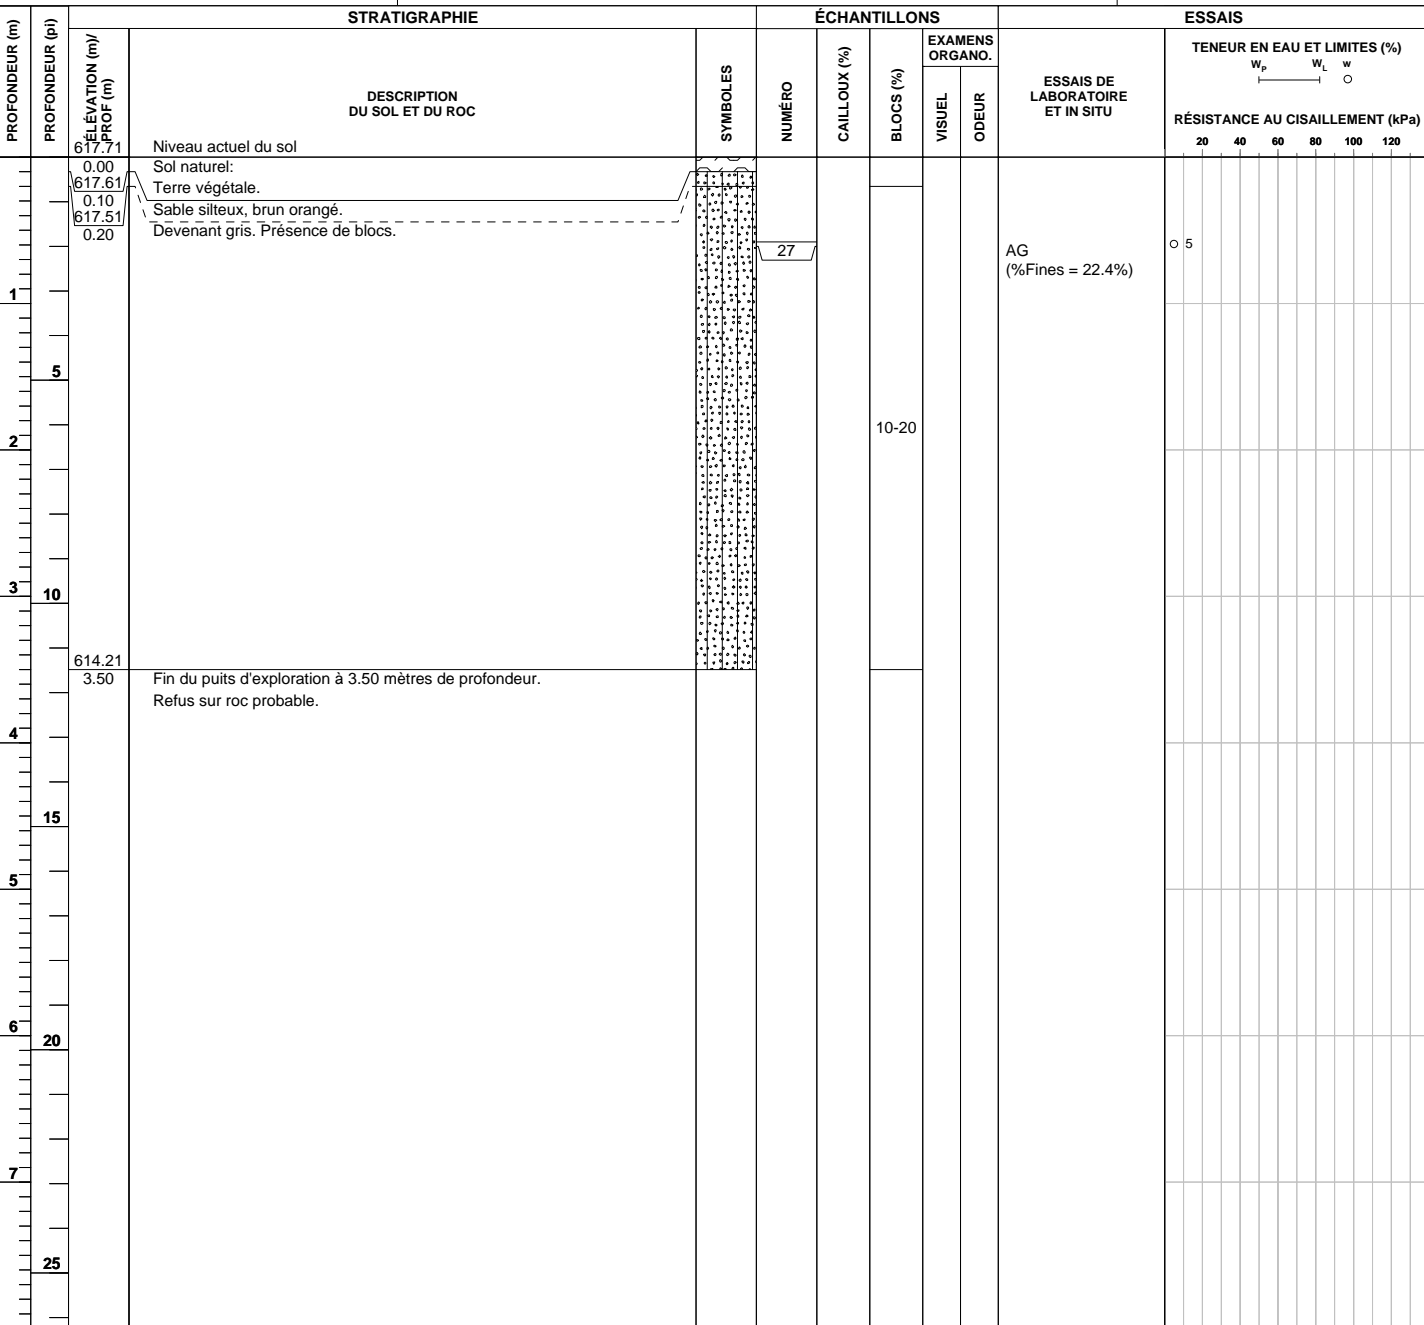 STRATIGRAPHIE
ÉCHANTILLONS
ESSAIS
PROFONDEUR (m)
PROFONDEUR (pi)
ÉLÉVATION (m)/
PROF (m)
DESCRIPTION
DU SOL ET DU ROC
SYMBOLES
NUMÉRO
CAILLOUX (%)
BLOCS (%)
EXAMENS
ORGANO.
VISUEL
ODEUR
ESSAIS DE
LABORATOIRE
ET IN SITU
TENEUR EN EAU ET LIMITES (%)
WP WL w
RÉSISTANCE AU CISAILLEMENT (kPa)
20 40 60 80 100 120
617.71 Niveau actuel du sol
0.00 Sol naturel:
617.61 Terre végétale.
0.10
617.51 Sable silteux, brun orangé.
0.20 Devenant gris. Présence de blocs.
27
AG
(%Fines = 22.4%)
5
1
5
10-20
2
3
10
614.21
3.50 Fin du puits d'exploration à 3.50 mètres de profondeur.
Refus sur roc probable.
4
15
5
6
20
7
25